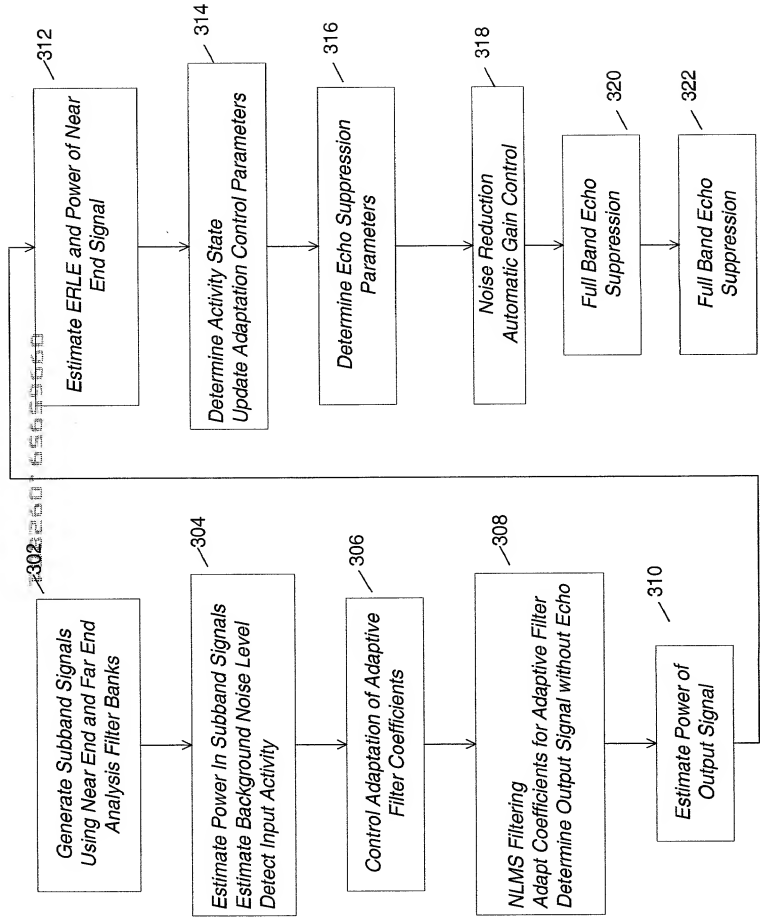 302
Generate Subband Signals
Using Near End and Far End
Analysis Filter Banks
304
Estimate Power In Subband Signals
Estimate Background Noise Level
Detect Input Activity
306
Control Adaptation of Adaptive
Filter Coefficients
308
NLMS Filtering
Adapt Coefficients for Adaptive Filter
Determine Output Signal without Echo
310
Estimate Power of
Output Signal
312
Estimate ERLE and Power of Near
End Signal
314
Determine Activity State
Update Adaptation Control Parameters
316
Determine Echo Suppression
Parameters
318
Noise Reduction
Automatic Gain Control
320
Full Band Echo
Suppression
322
Full Band Echo
Suppression